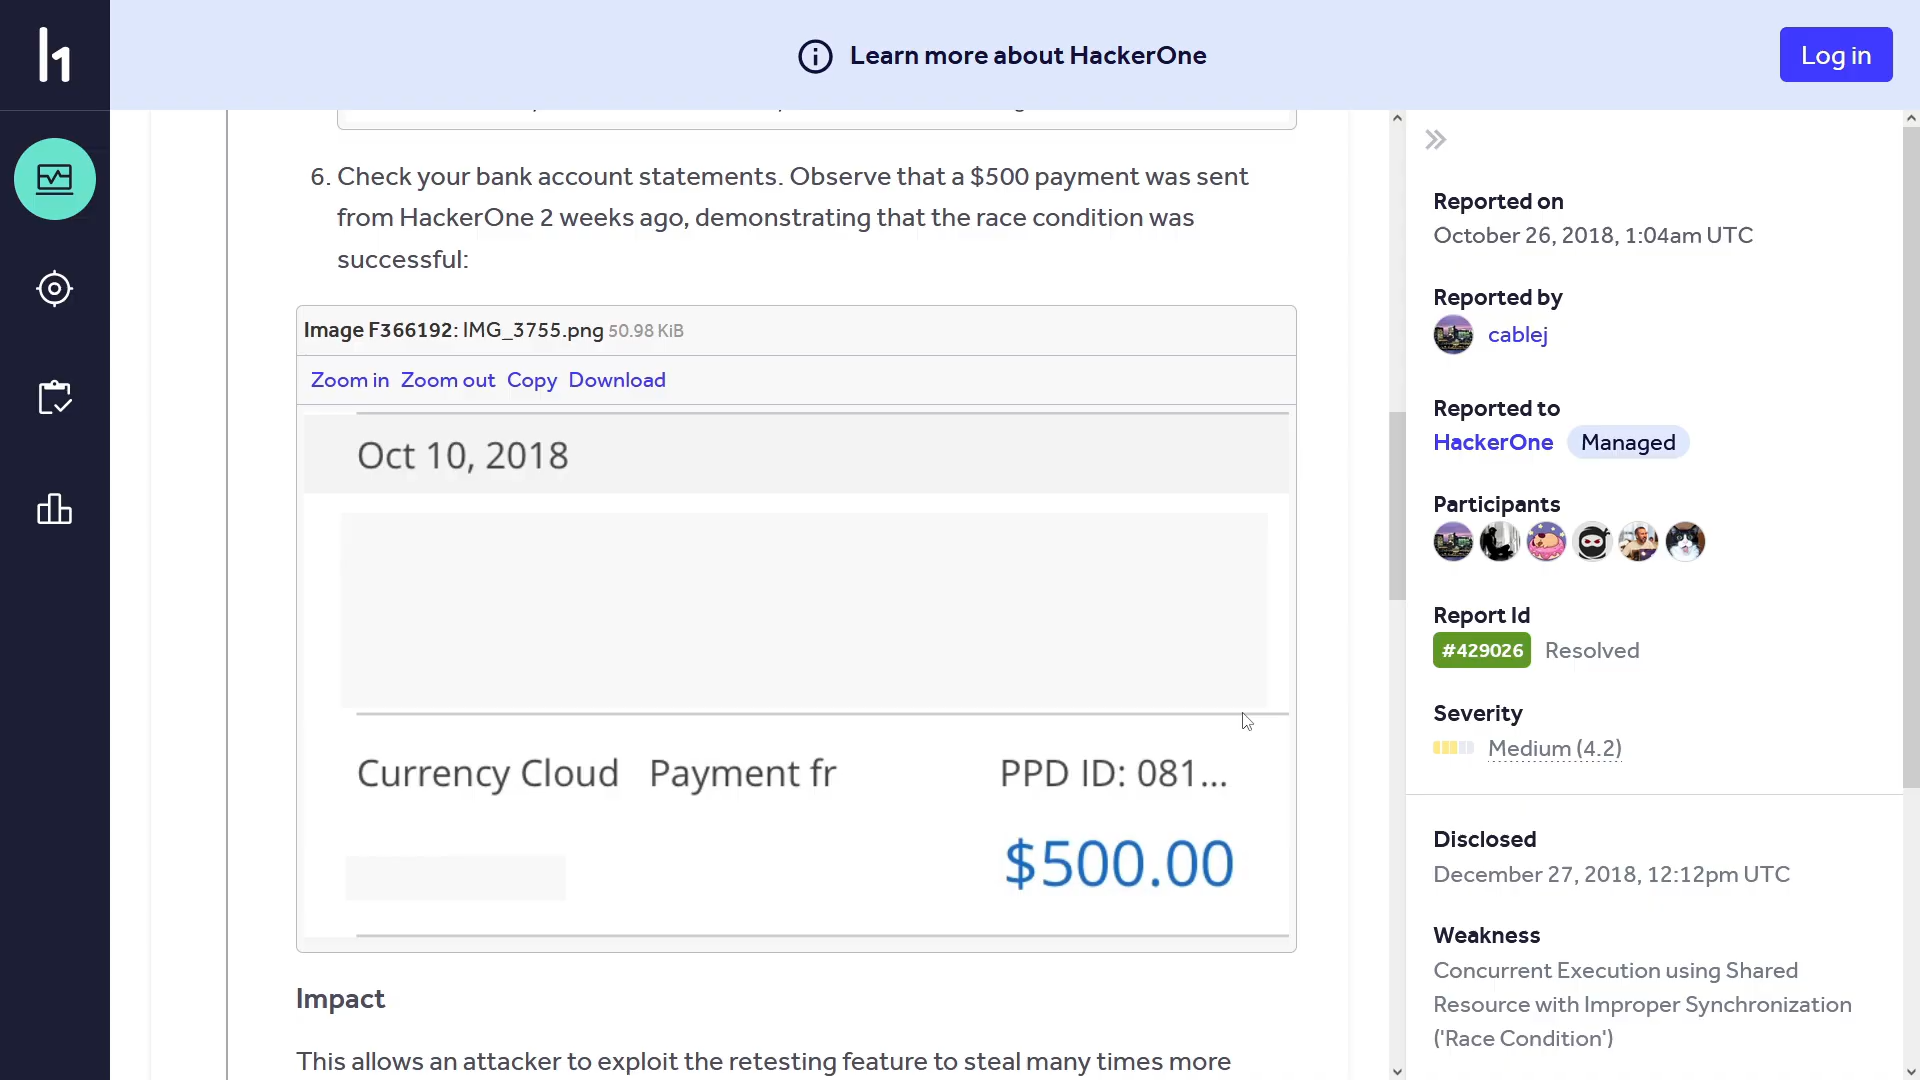 Learn more about HackerOne
Log in
6. Check your bank account statements. Observe that a $500 payment was sent
from HackerOne 2 weeks ago, demonstrating that the race condition was
successful:
Image F366192: IMG_3755.png 50.98 KiB
Zoom in Zoom out Copy Download
Oct 10, 2018
Currency Cloud Payment fr PPD ID: 081...
$500.00
Impact
This allows an attacker to exploit the retesting feature to steal many times more
Reported on
October 26, 2018, 1:04am UTC
Reported by
cablej
Reported to
HackerOne Managed
Participants
Report Id
#429026 Resolved
Severity
Medium (4.2)
Disclosed
December 27, 2018, 12:12pm UTC
Weakness
Concurrent Execution using Shared
Resource with Improper Synchronization
('Race Condition')